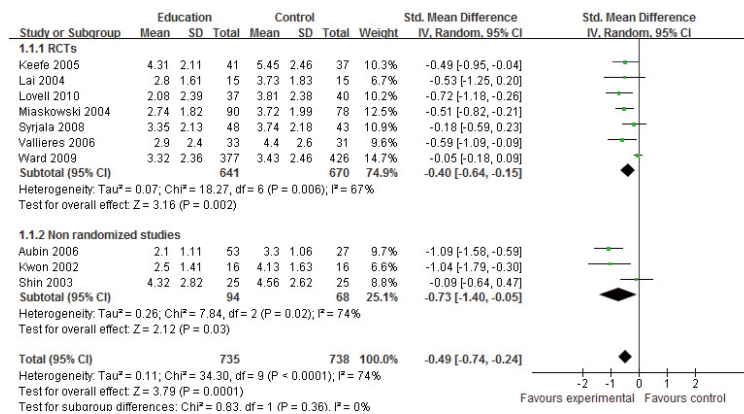 Education Control Std. Mean Difference Std. Mean Difference
Study or Subgroup Mean SD Total Mean SD Total Weight IV, Random, 95% CI IV, Random, 95% CI
1.1.1 RCTs
Keefe 2005 4.31 2.11 41 5.45 2.46 37 10.3% -0.49 [-0.95, -0.04]
Lai 2004 2.8 1.61 15 3.73 1.83 15 6.4% -0.53 [-1.25, 0.20]
Lovell 2010 2.08 2.39 37 3.81 2.38 40 10.1% -0.72 [-1.18, -0.26]
Miaskowski 2004 2.74 1.82 90 3.72 1.99 78 12.5% -0.51 [-0.82, -0.21]
Syrjala 2008 3.35 2.13 48 3.74 2.18 43 11.0% -0.18 [-0.59, 0.23]
Vallieres 2006 2.9 2.4 33 4.4 2.6 31 9.6% -0.59 [-1.09, -0.09]
Ward 2009 3.32 2.36 377 3.43 2.46 426 15.0% -0.05 [-0.18, 0.09]
Subtotal (95% CI) 641 670 74.9% -0.40 [-0.64, -0.15]
Heterogeneity: Tau² = 0.07; Chi² = 18.27, df = 6 (P = 0.006); I² = 67%
Test for overall effect: Z = 3.16 (P = 0.002)
1.1.2 Non randomized studies
Aubin 2006 2.1 1.11 53 3.3 1.06 27 9.7% -1.09 [-1.58, -0.59]
Kwon 2002 2.5 1.41 16 4.13 1.63 16 6.4% -1.04 [-1.79, -0.30]
Shin 2003 4.32 2.82 25 4.56 2.62 25 8.8% -0.09 [-0.64, 0.47]
Subtotal (95% CI) 94 68 25.1% -0.73 [-1.40, -0.05]
Heterogeneity: Tau² = 0.26; Chi² = 7.84, df = 2 (P = 0.02); I² = 74%
Test for overall effect: Z = 2.12 (P = 0.03)
Total (95% CI) 735 738 100.0% -0.49 [-0.74, -0.24]
Heterogeneity: Tau² = 0.11; Chi² = 34.30, df = 9 (P < 0.0001); I² = 74%
Test for overall effect: Z = 3.79 (P = 0.0001)
Test for subgroup differences: Chi² = 0.83, df = 1 (P = 0.36), I² = 0%
-2 -1 0 1 2
Favours experimental Favours control